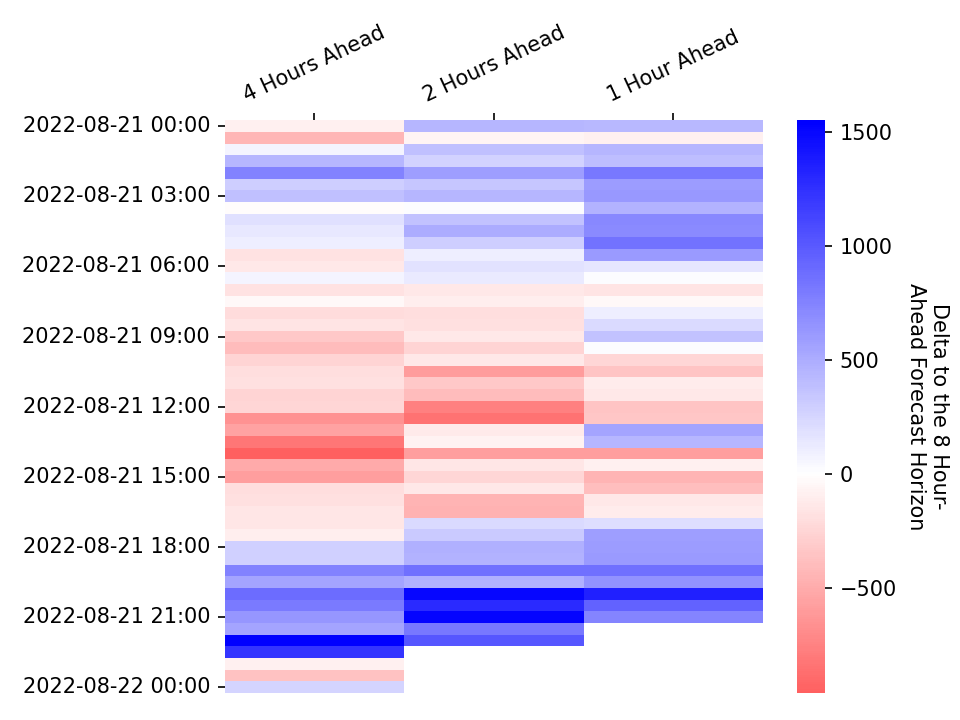 4 Hours Ahead
2 Hours Ahead
1 Hour Ahead
2022-08-21 00:00
2022-08-21 03:00
2022-08-21 06:00
2022-08-21 09:00
2022-08-21 12:00
2022-08-21 15:00
2022-08-21 18:00
2022-08-21 21:00
2022-08-22 00:00
1500
1000
500
0
−500
Delta to the 8 Hour-
Ahead Forecast Horizon